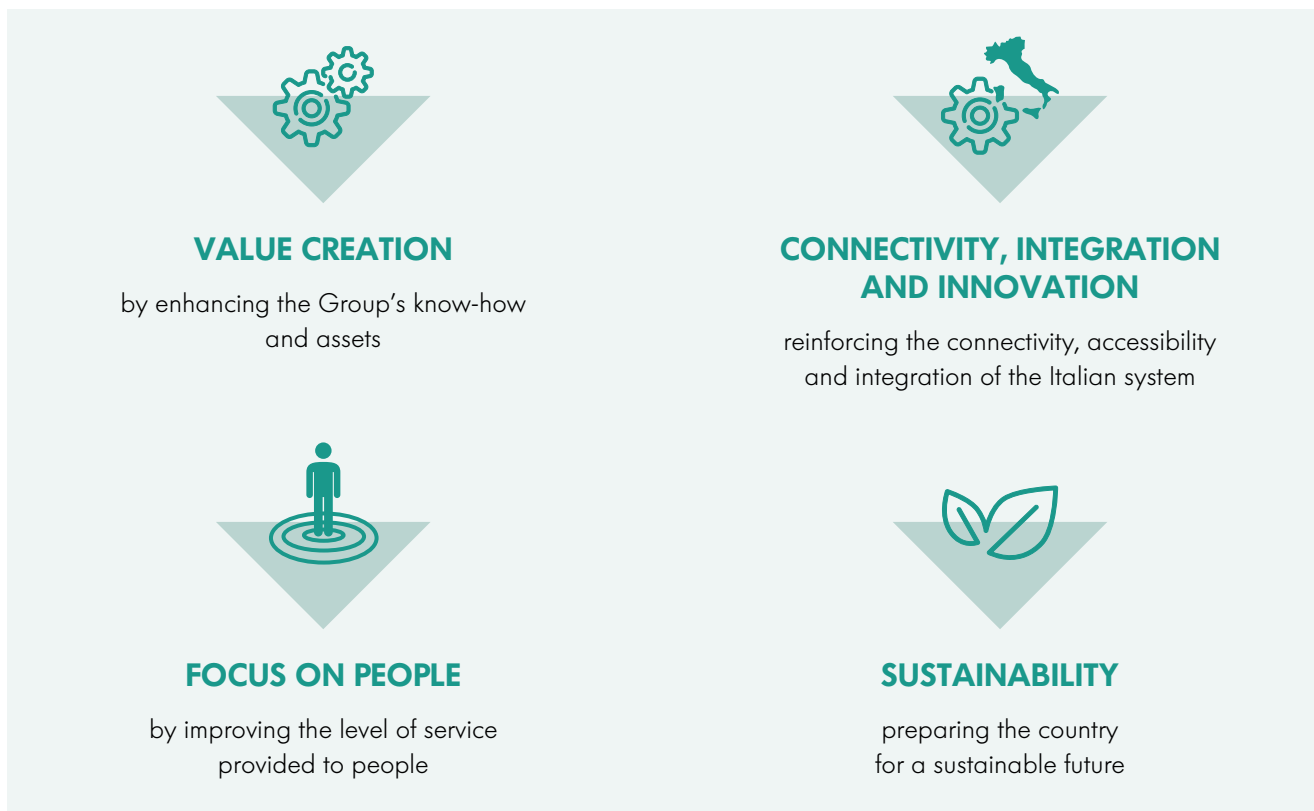 VALUE CREATION
by enhancing the Group's know-how
and assets
CONNECTIVITY, INTEGRATION
AND INNOVATION
reinforcing the connectivity, accessibility
and integration of the Italian system
FOCUS ON PEOPLE
by improving the level of service
provided to people
SUSTAINABILITY
preparing the country
for a sustainable future